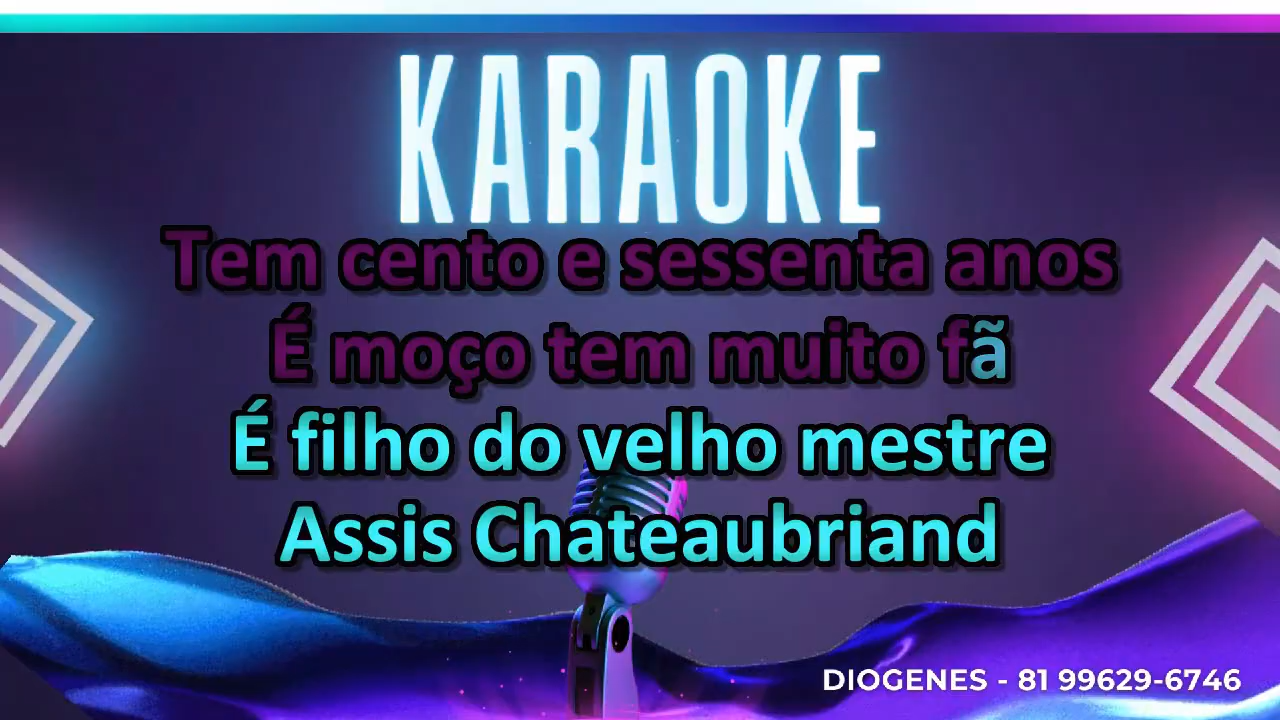 KARAOKE
Tem cento e sessenta anos
É moço tem muito fã
É filho do velho mestre
Assis Chateaubriand
DIOGENES - 81 99629-6746